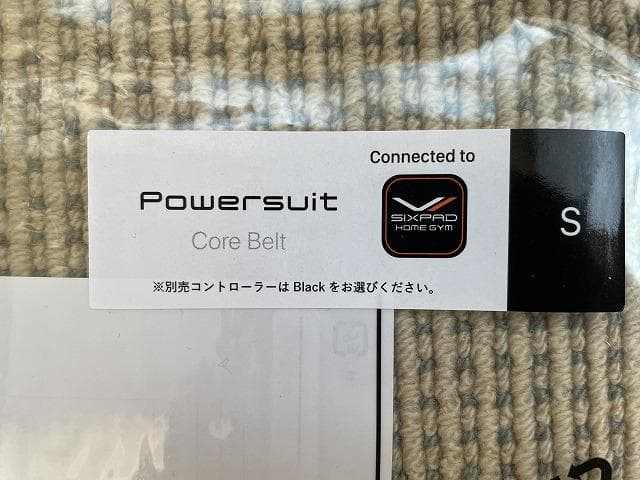 Connected to
Powersuit
Core Belt
SIXPAD
HOME GYM
S
※別売コントローラーは Black をお選びください。